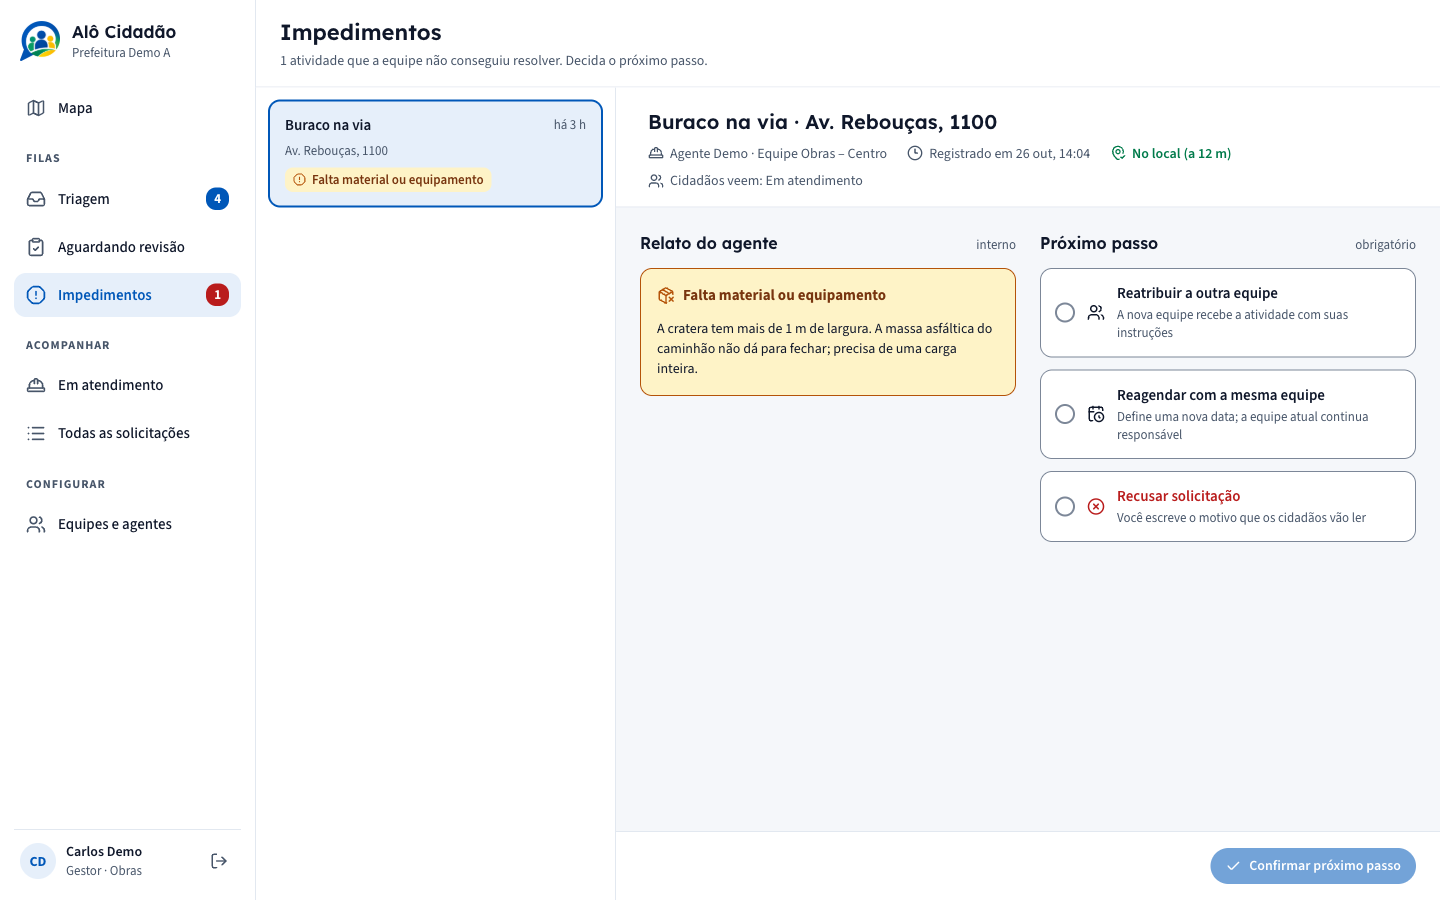 Alô Cidadão
Prefeitura Demo A
Mapa
FILAS
Triagem
4
Aguardando revisão
Impedimentos
1
ACOMPANHAR
Em atendimento
Todas as solicitações
CONFIGURAR
Equipes e agentes
CD
Carlos Demo
Gestor · Obras
Impedimentos
1 atividade que a equipe não conseguiu resolver. Decida o próximo passo.
Buraco na via
há 3 h
Av. Rebouças, 1100
Falta material ou equipamento
Buraco na via · Av. Rebouças, 1100
Agente Demo · Equipe Obras – Centro
Registrado em 26 out, 14:04
No local (a 12 m)
Cidadãos veem: Em atendimento
Relato do agente
interno
Falta material ou equipamento
A cratera tem mais de 1 m de largura. A massa asfáltica do
caminhão não dá para fechar; precisa de uma carga
inteira.
Próximo passo
obrigatório
Reatribuir a outra equipe
A nova equipe recebe a atividade com suas
instruções
Reagendar com a mesma equipe
Define uma nova data; a equipe atual continua
responsável
Recusar solicitação
Você escreve o motivo que os cidadãos vão ler
Confirmar próximo passo